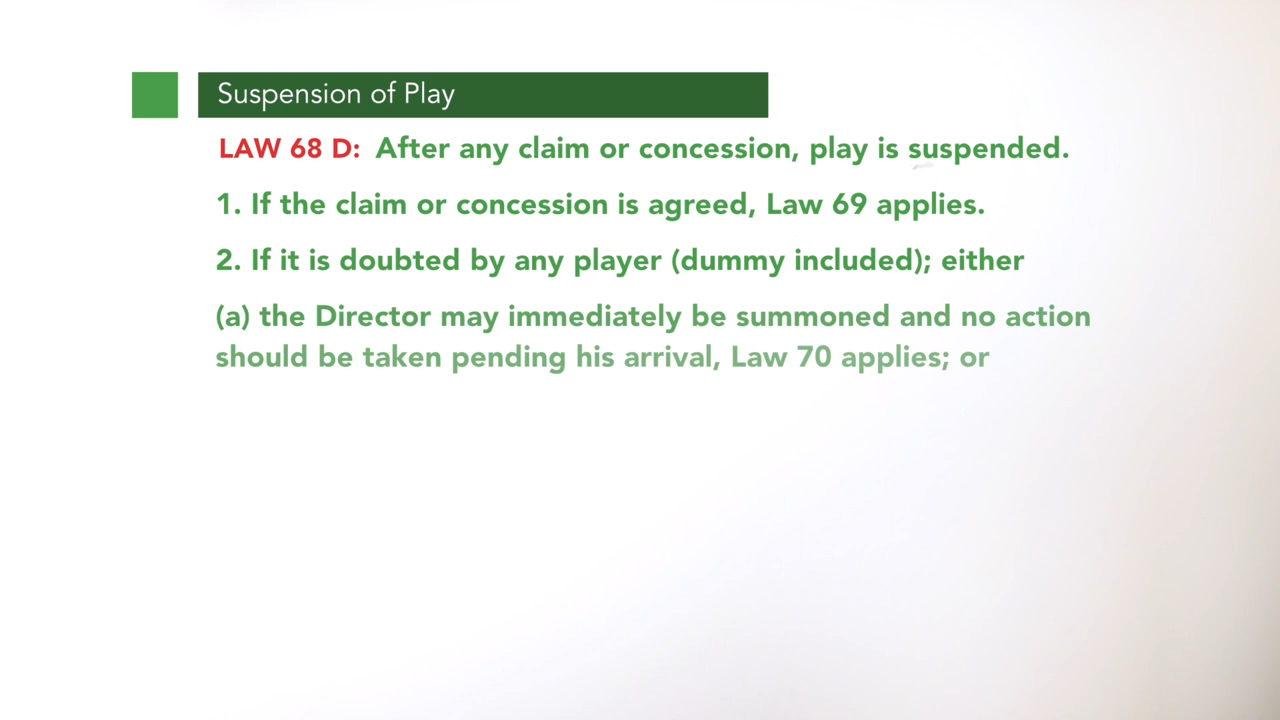 Suspension of Play
LAW 68 D: After any claim or concession, play is suspended.
1. If the claim or concession is agreed, Law 69 applies.
2. If it is doubted by any player (dummy included); either
(a) the Director may immediately be summoned and no action
should be taken pending his arrival, Law 70 applies; or